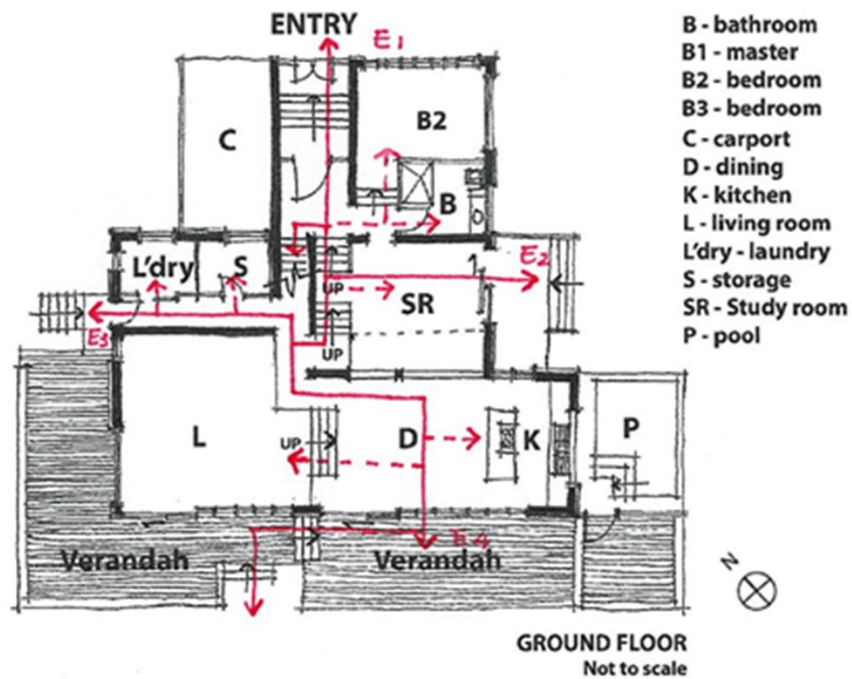 ENTRY
E1
B - bathroom
B1 - master
B2 - bedroom
B3 - bedroom
C - carport
D - dining
K - kitchen
L - living room
L'dry - laundry
S - storage
SR - Study room
P - pool
C
B2
B
L'dry
S
E2
UP
SR
E3
UP
L
UP
D
K
P
E4
Verandah
Verandah
N
GROUND FLOOR
Not to scale